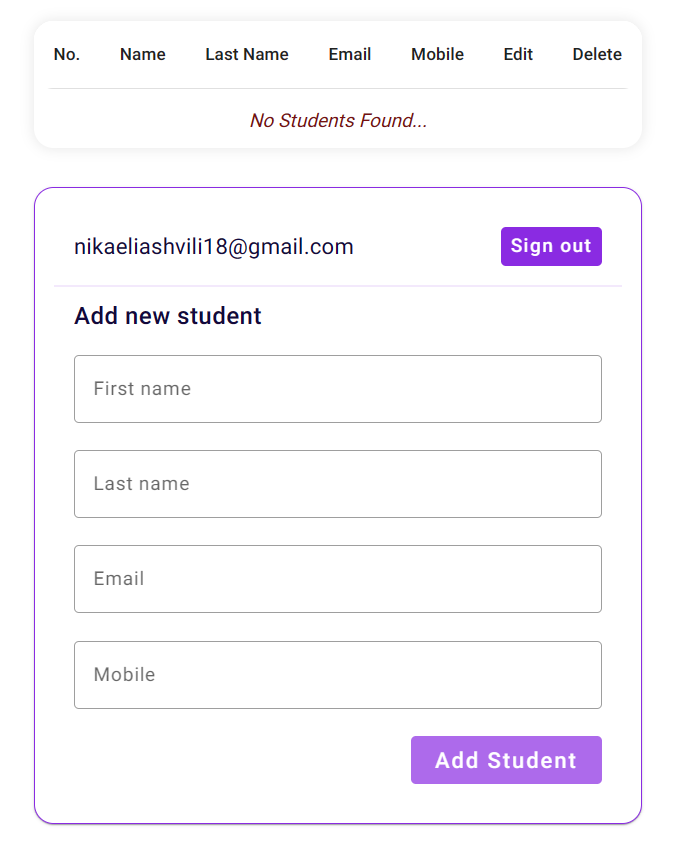 No. Name Last Name Email Mobile Edit Delete
No Students Found...
nikaeliashvili18@gmail.com Sign out
Add new student
First name
Last name
Email
Mobile
Add Student